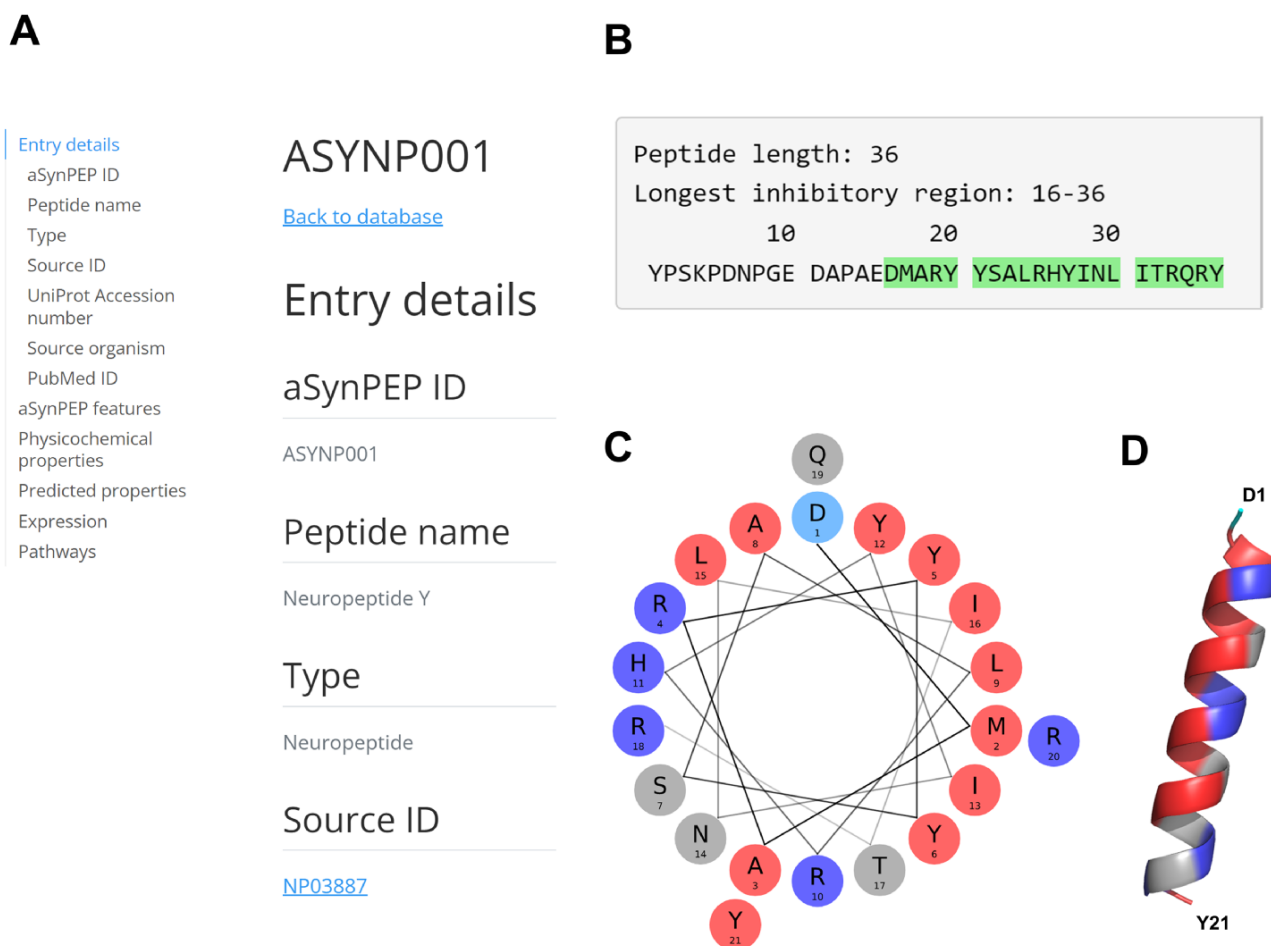 A
Entry details
aSynPEP ID
Peptide name
Type
Source ID
UniProt Accession
number
Source organism
PubMed ID
aSynPEP features
Physicochemical
properties
Predicted properties
Expression
Pathways
ASYNP001
Back to database
Entry details
aSynPEP ID
ASYNP001
Peptide name
Neuropeptide Y
Type
Neuropeptide
Source ID
NP03887
B
Peptide length: 36
Longest inhibitory region: 16-36
10 20 30
YPSKPDNPGE DAPAEDMARY YSALRHYINL ITRQRY
C
Q
19
D
1
A
8
Y
12
L
15
Y
5
R
4
I
16
H
11
L
9
R
18
M
2
R
20
S
7
I
13
N
14
Y
6
A
3
R
10
T
17
Y
21
D
D1
Y21